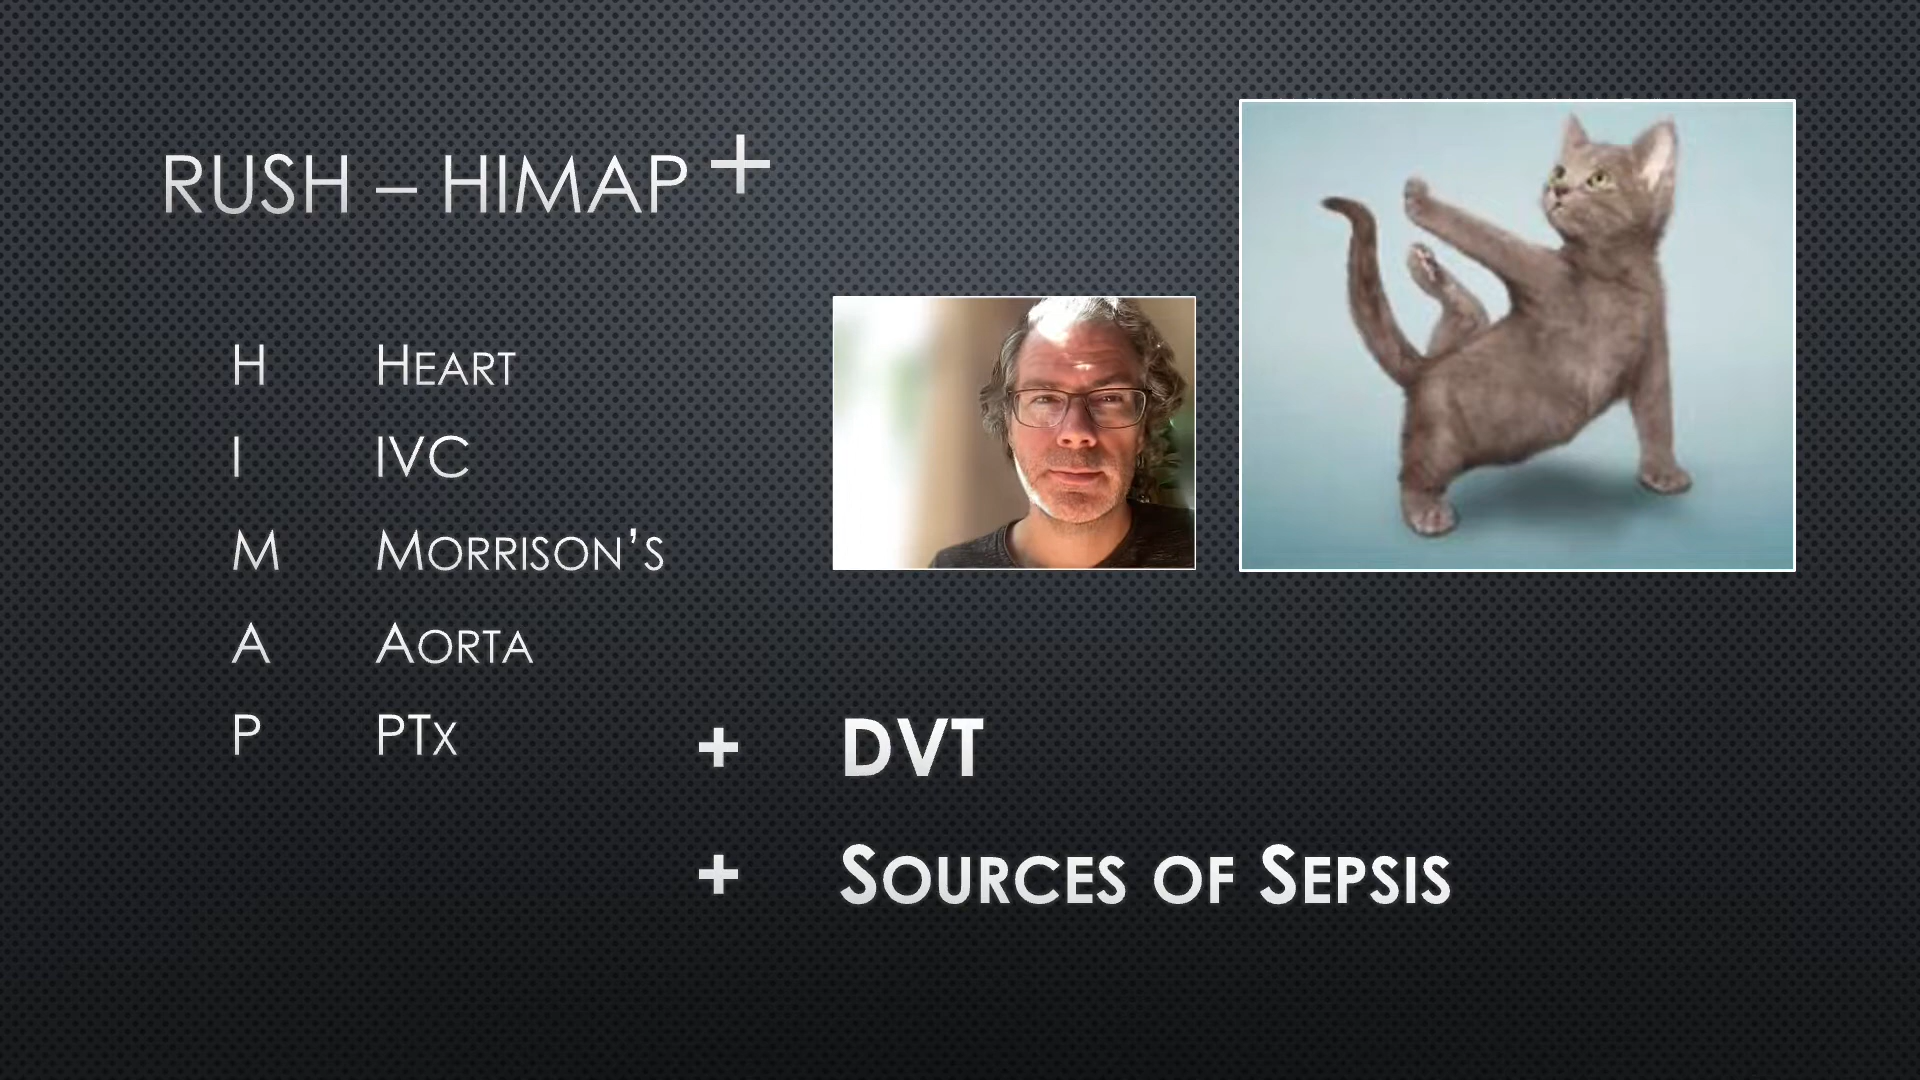 RUSH – HIMAP +
H Heart
I IVC
M Morrison’s
A Aorta
P PTx
+ DVT
+ Sources of Sepsis